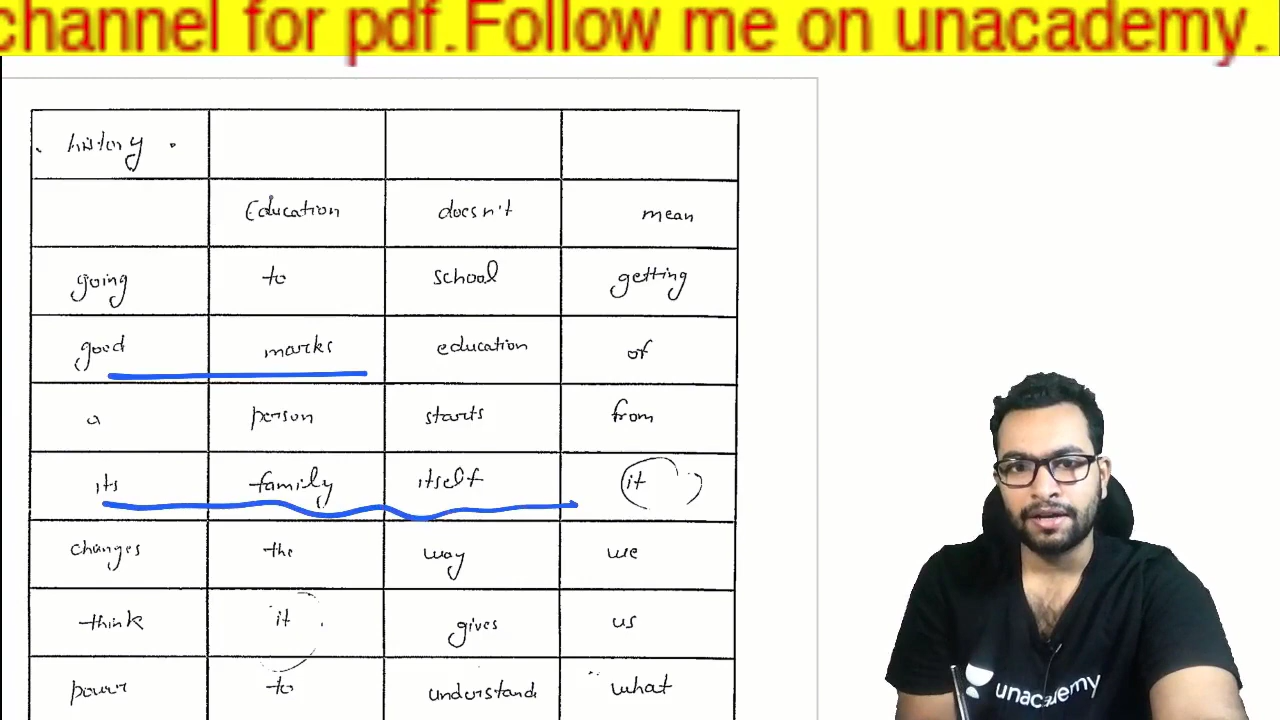 channel for pdf.Follow me on unacademy.
history
Education doesn't mean
going to school getting
good marks education of
a person starts from
its family itself it
changes the way we
think it gives us
power to understand what
unacademy